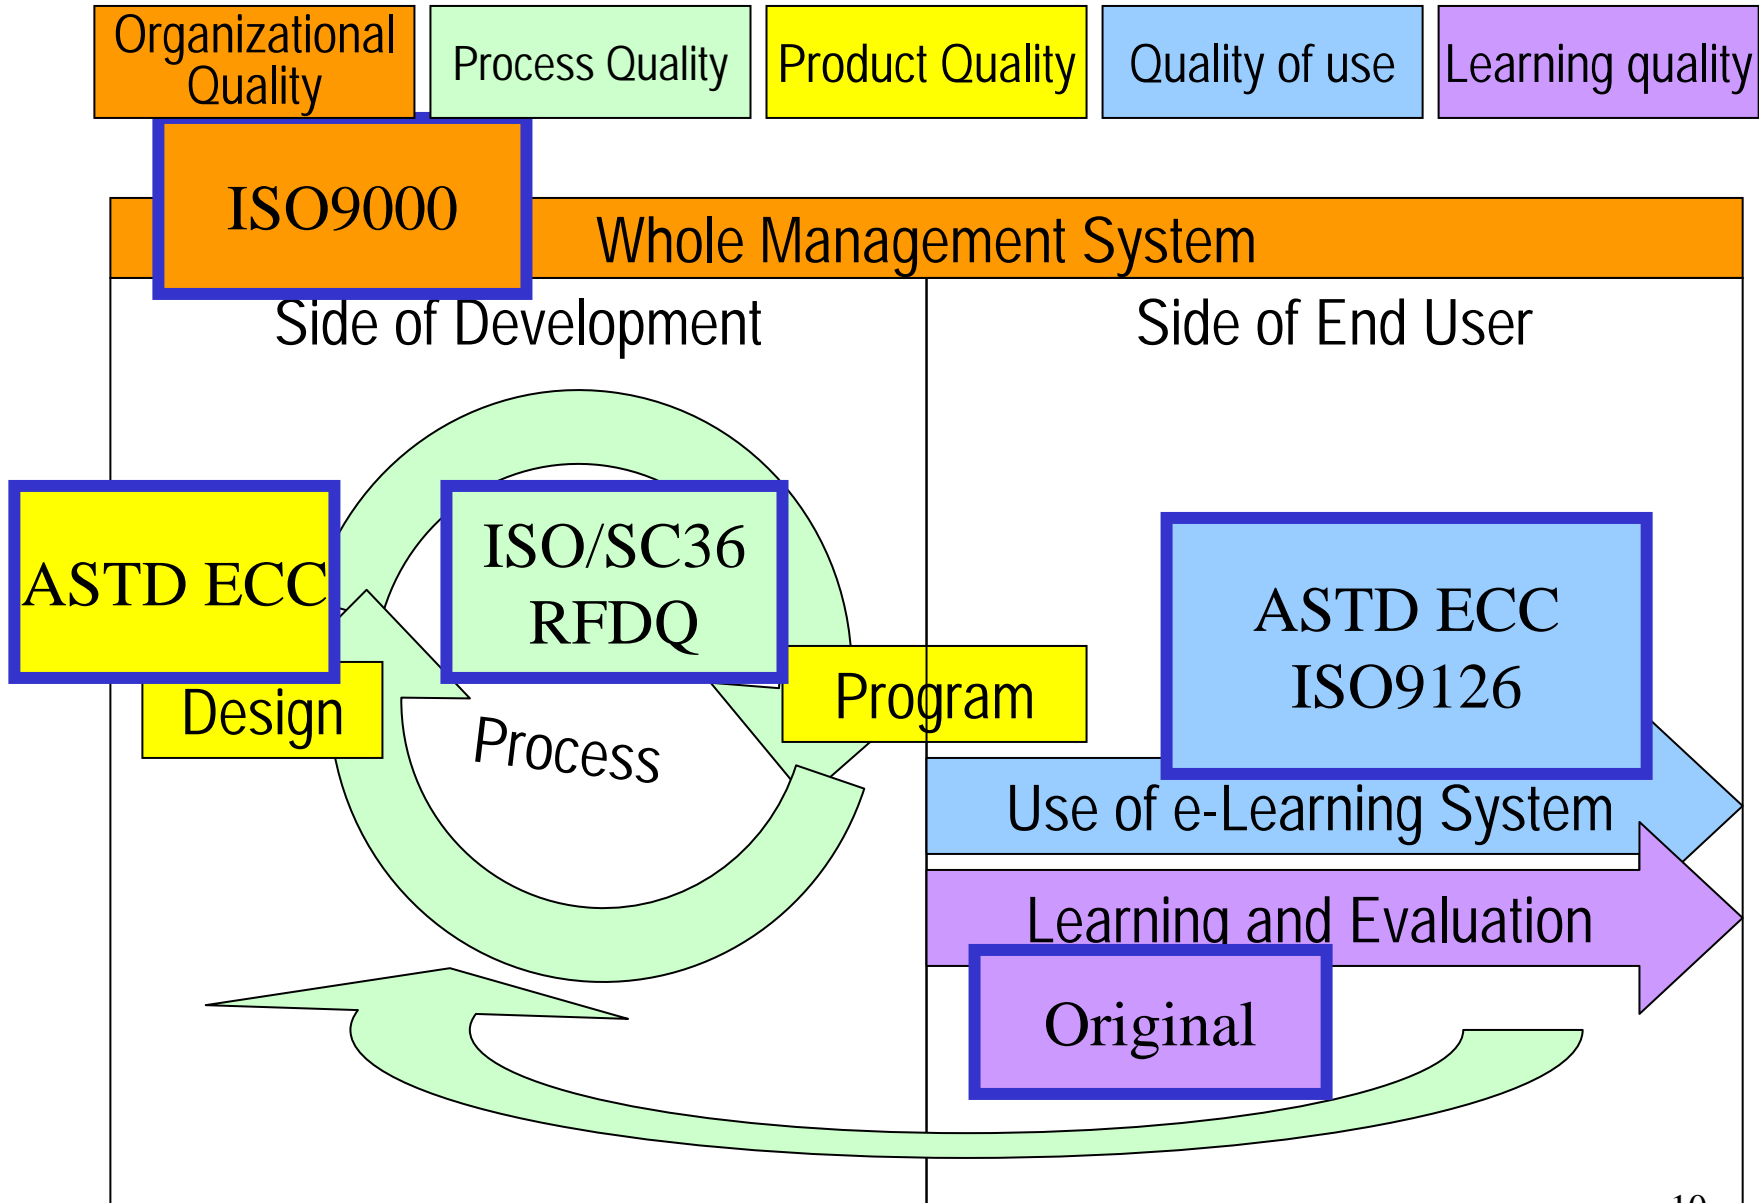 Organizational
Quality
Process Quality
Product Quality
Quality of use
Learning quality
ISO9000
Whole Management System
Side of Development
Side of End User
ASTD ECC
ISO/SC36
RFDQ
ASTD ECC
ISO9126
Design
Process
Program
Use of e-Learning System
Learning and Evaluation
Original
10